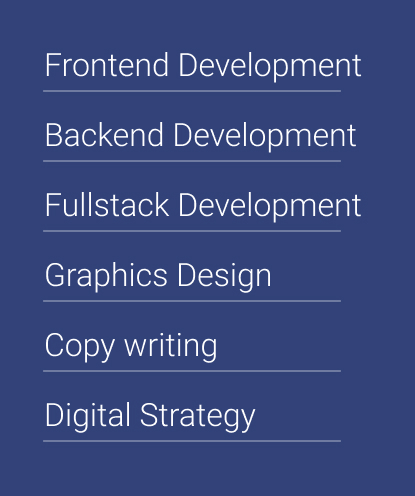 Frontend Development
Backend Development
Fullstack Development
Graphics Design
Copy writing
Digital Strategy